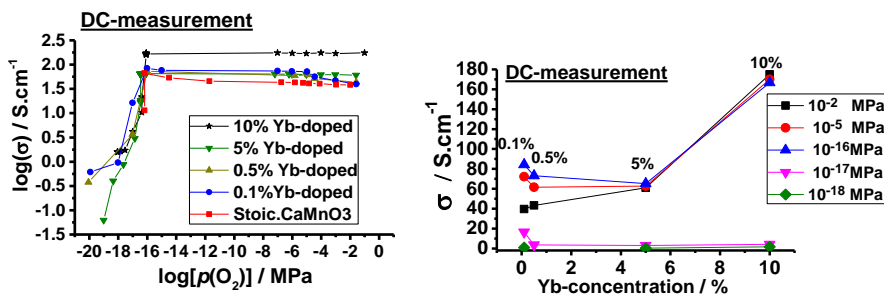 DC-measurement
log(σ) / S.cm-1
2.5
2.0
1.5
1.0
0.5
0.0
-0.5
-1.0
-1.5
10% Yb-doped
5% Yb-doped
0.5% Yb-doped
0.1%Yb-doped
Stoic.CaMnO3
-20 -18 -16 -14 -12 -10 -8 -6 -4 -2 0
log[p(O2)] / MPa
DC-measurement
σ / S.cm-1
180
160
140
120
100
80
60
40
20
0
0.1%
0.5%
5%
10%
10-2 MPa
10-5 MPa
10-16MPa
10-17MPa
10-18 MPa
0 2 4 6 8 10
Yb-concentration / %